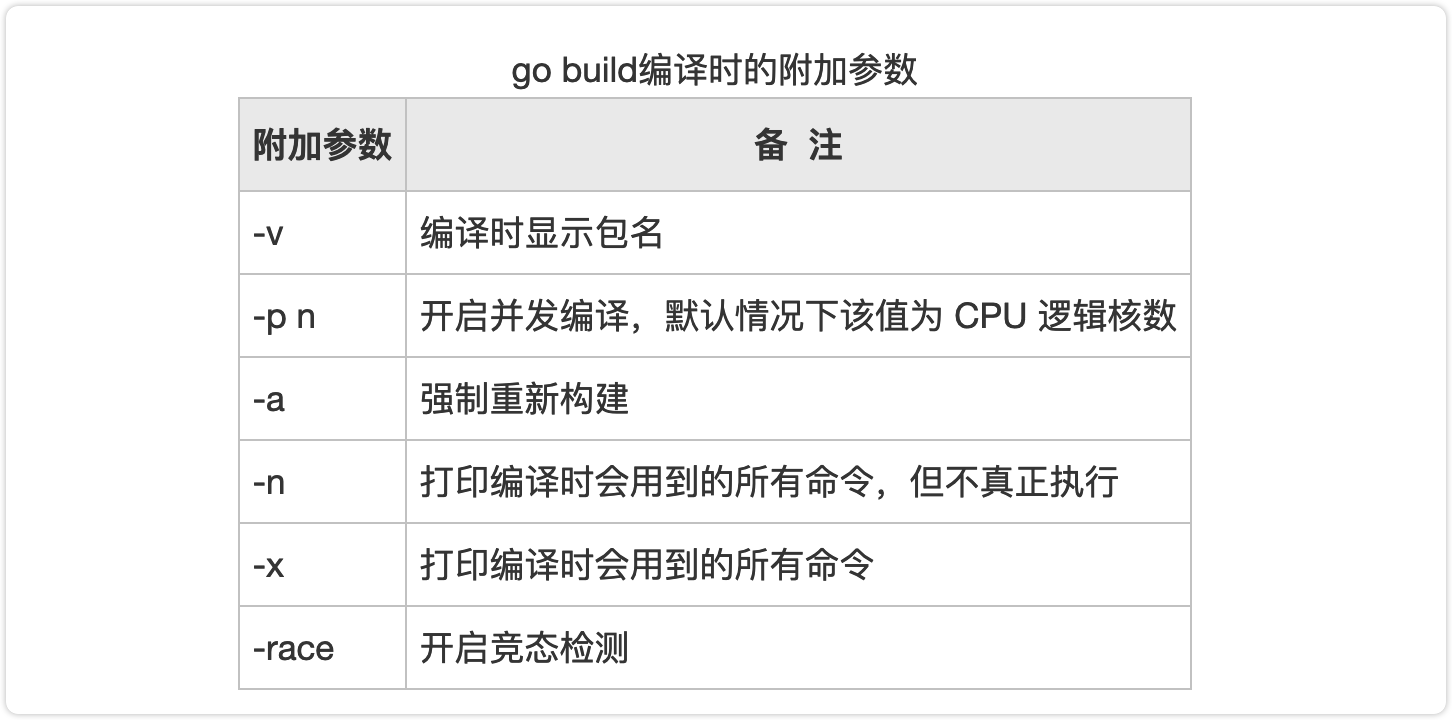 go build编译时的附加参数
附加参数 备 注
-v 编译时显示包名
-p n 开启并发编译，默认情况下该值为 CPU 逻辑核数
-a 强制重新构建
-n 打印编译时会用到的所有命令，但不真正执行
-x 打印编译时会用到的所有命令
-race 开启竞态检测